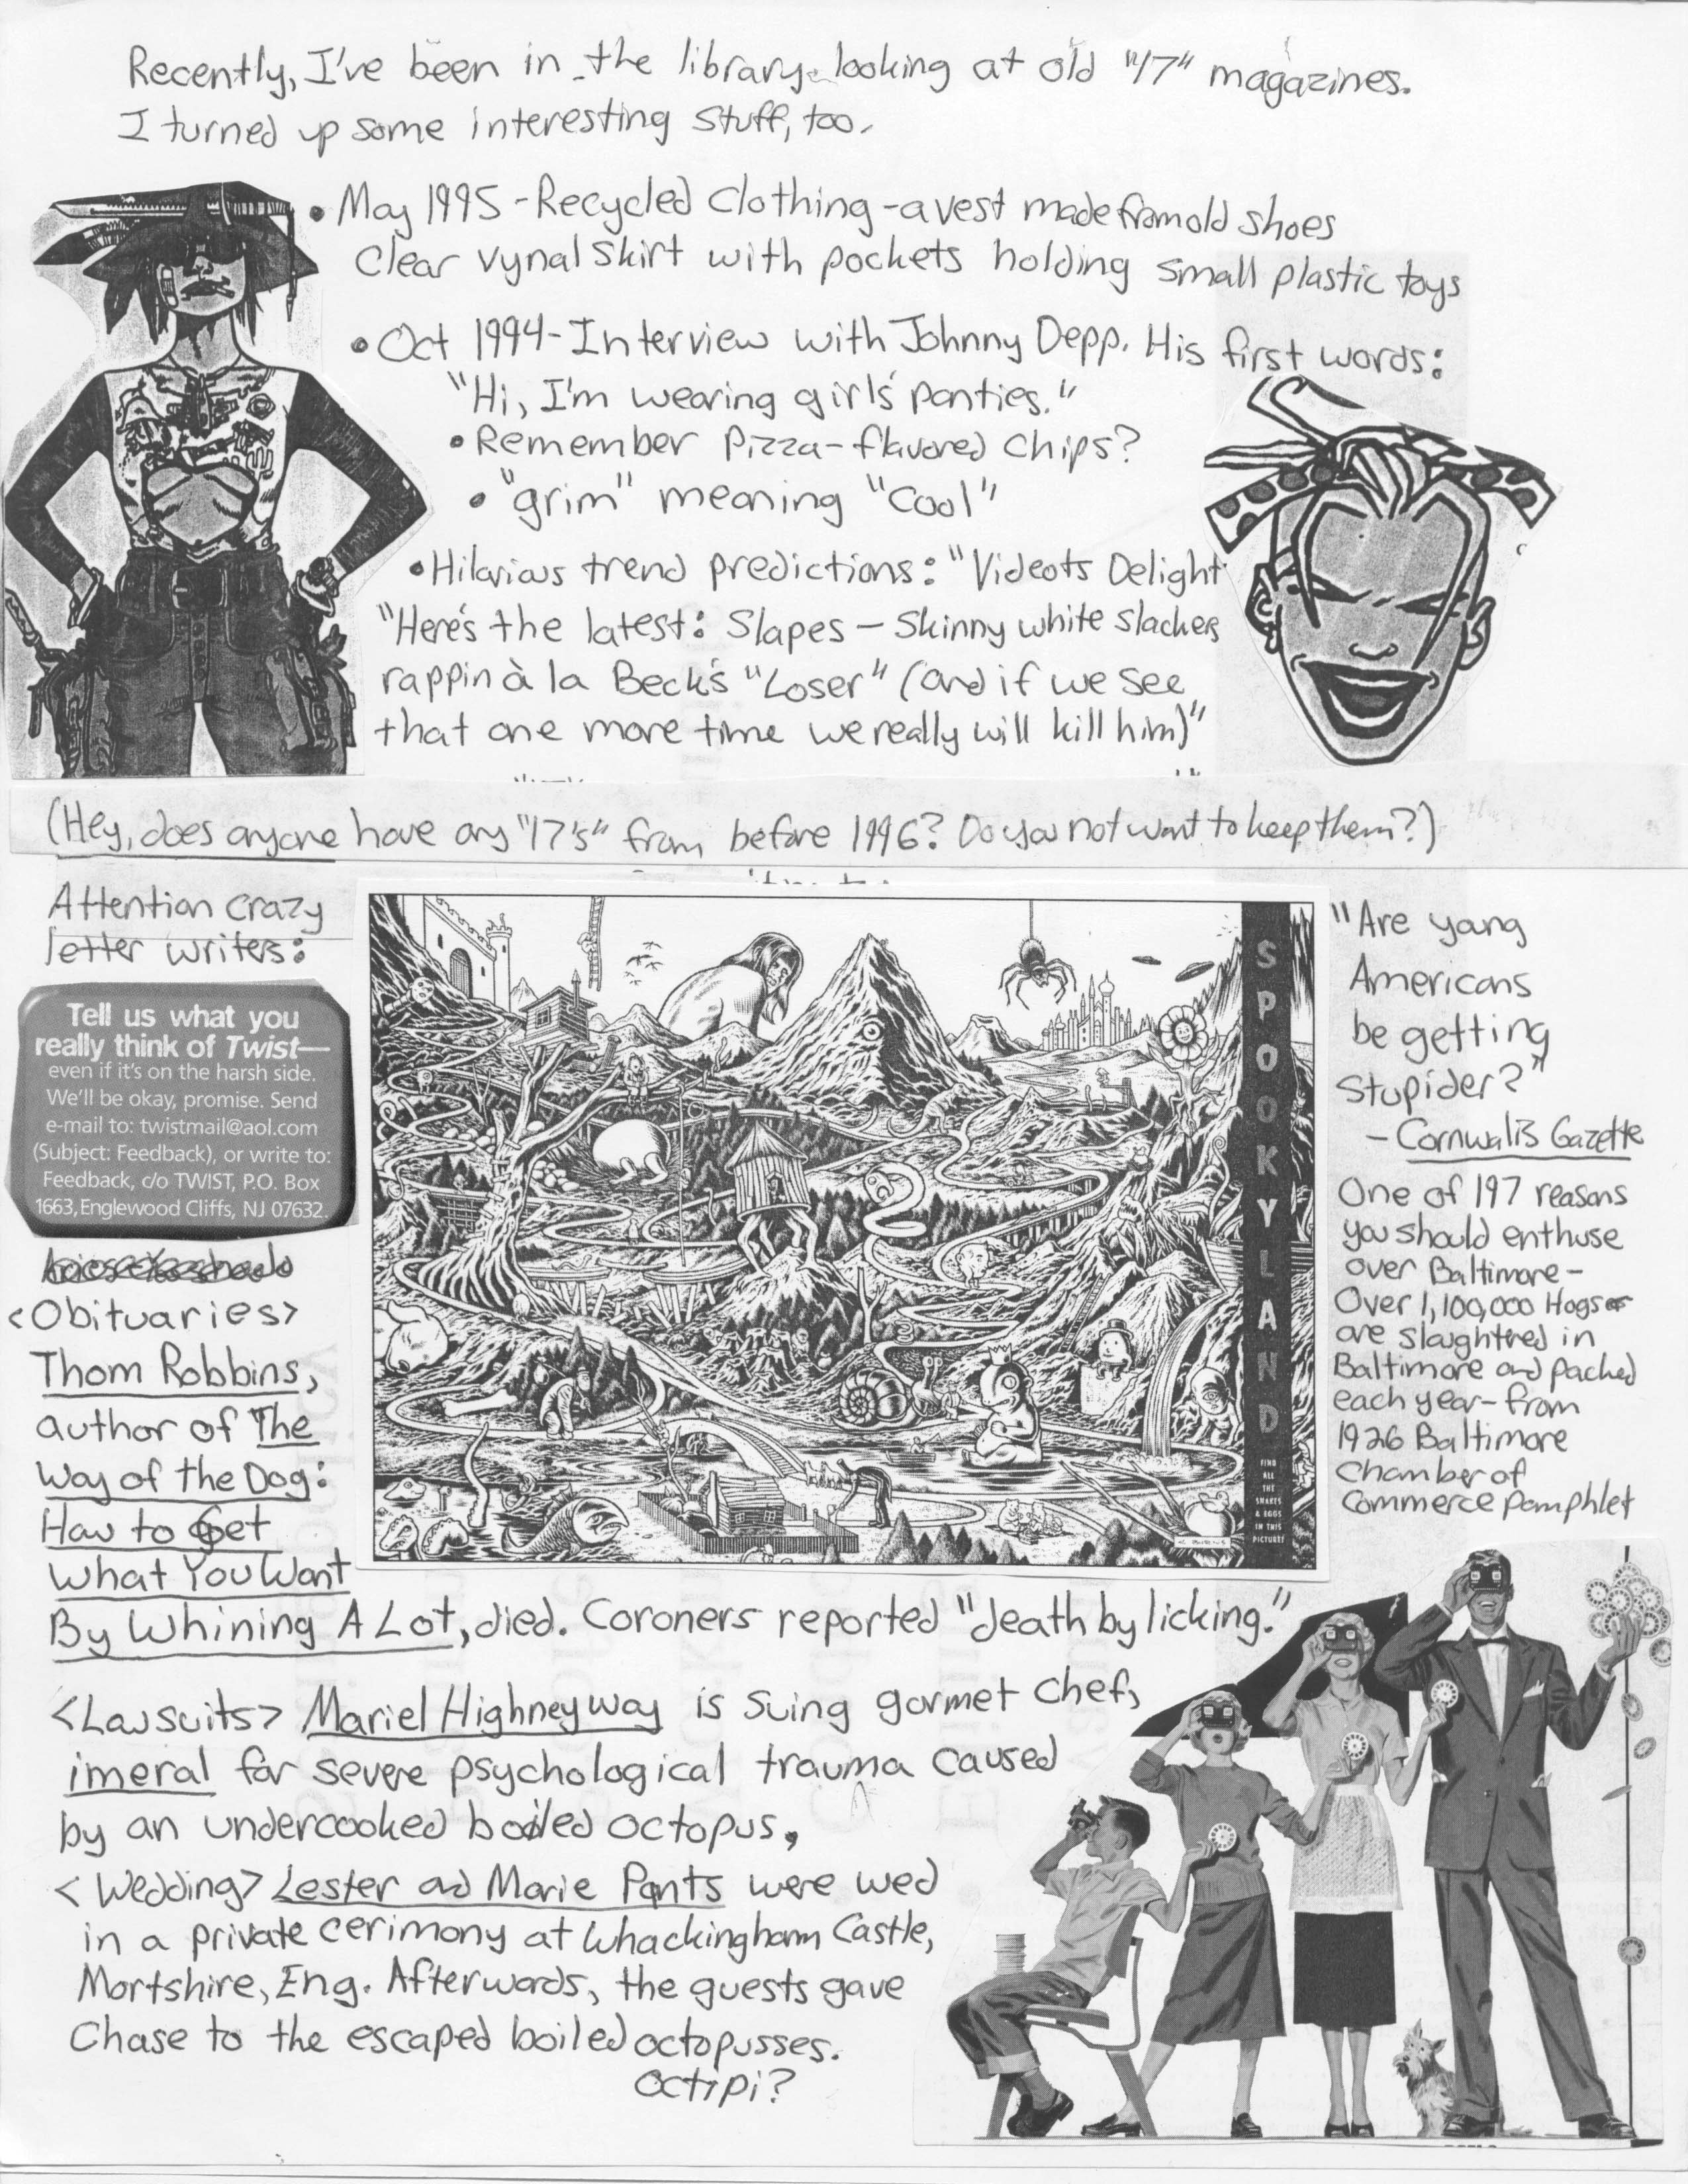 Recently, I've been in the library looking at old "17" magazines.
I turned up some interesting stuff, too.
• May 1995 - Recycled Clothing - a vest made from old shoes
Clear vynal skirt with pockets holding small plastic toys
• Oct 1994 - Interview with Johnny Depp. His first words:
"Hi, I'm wearing girl's panties."
• Remember Pizza-flavored chips?
• "grim" meaning "cool"
• Hilarious trend predictions: "Videots Delight
"Here's the latest: Slapes - Skinny white slackers
rappin à la Beck's "Loser" (and if we see
that one more time we really will kill him)"
(Hey, does anyone have any "17's" from before 1996? Do you not want to keep them?)
Attention crazy
letter writers:
Tell us what you
really think of Twist—
even if it's on the harsh side.
We'll be okay, promise. Send
e-mail to: twistmail@aol.com
(Subject: Feedback), or write to:
Feedback, c/o TWIST, P.O. Box
1663, Englewood Cliffs, NJ 07632.
SPOOKYLAND
FIND
ALL
THE
SNAKES
& EGGS
IN THIS
PICTURE!
C. BURNS
"Are young
Americans
be getting
stupider?"
- Cornwallis Gazette
One of 197 reasons
you should enthuse
over Baltimore -
Over 1,100,000 Hogs
are slaughtred in
Baltimore and packed
each year - from
1926 Baltimore
Chamber of
Commerce pamphlet
<Obituaries>
Thom Robbins,
author of The
Way of the Dog:
How to Get
What You Want
By Whining A Lot, died. Coroners reported "death by licking."
<Lawsuits> Mariel Highneyway is suing gormet chef,
imeral for severe psychological trauma caused
by an undercooked boiled octopus.
<Wedding> Lester and Marie Pants were wed
in a private cerimony at Whackingham Castle,
Mortshire, Eng. Afterwords, the guests gave
Chase to the escaped boiled octopusses.
Octipi?